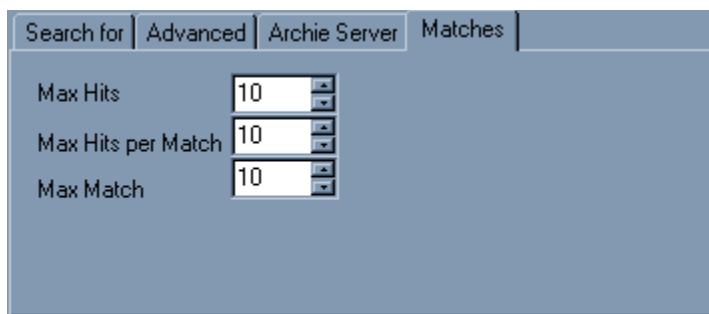 Search for Advanced Archie Server Matches
Max Hits 10
Max Hits per Match 10
Max Match 10